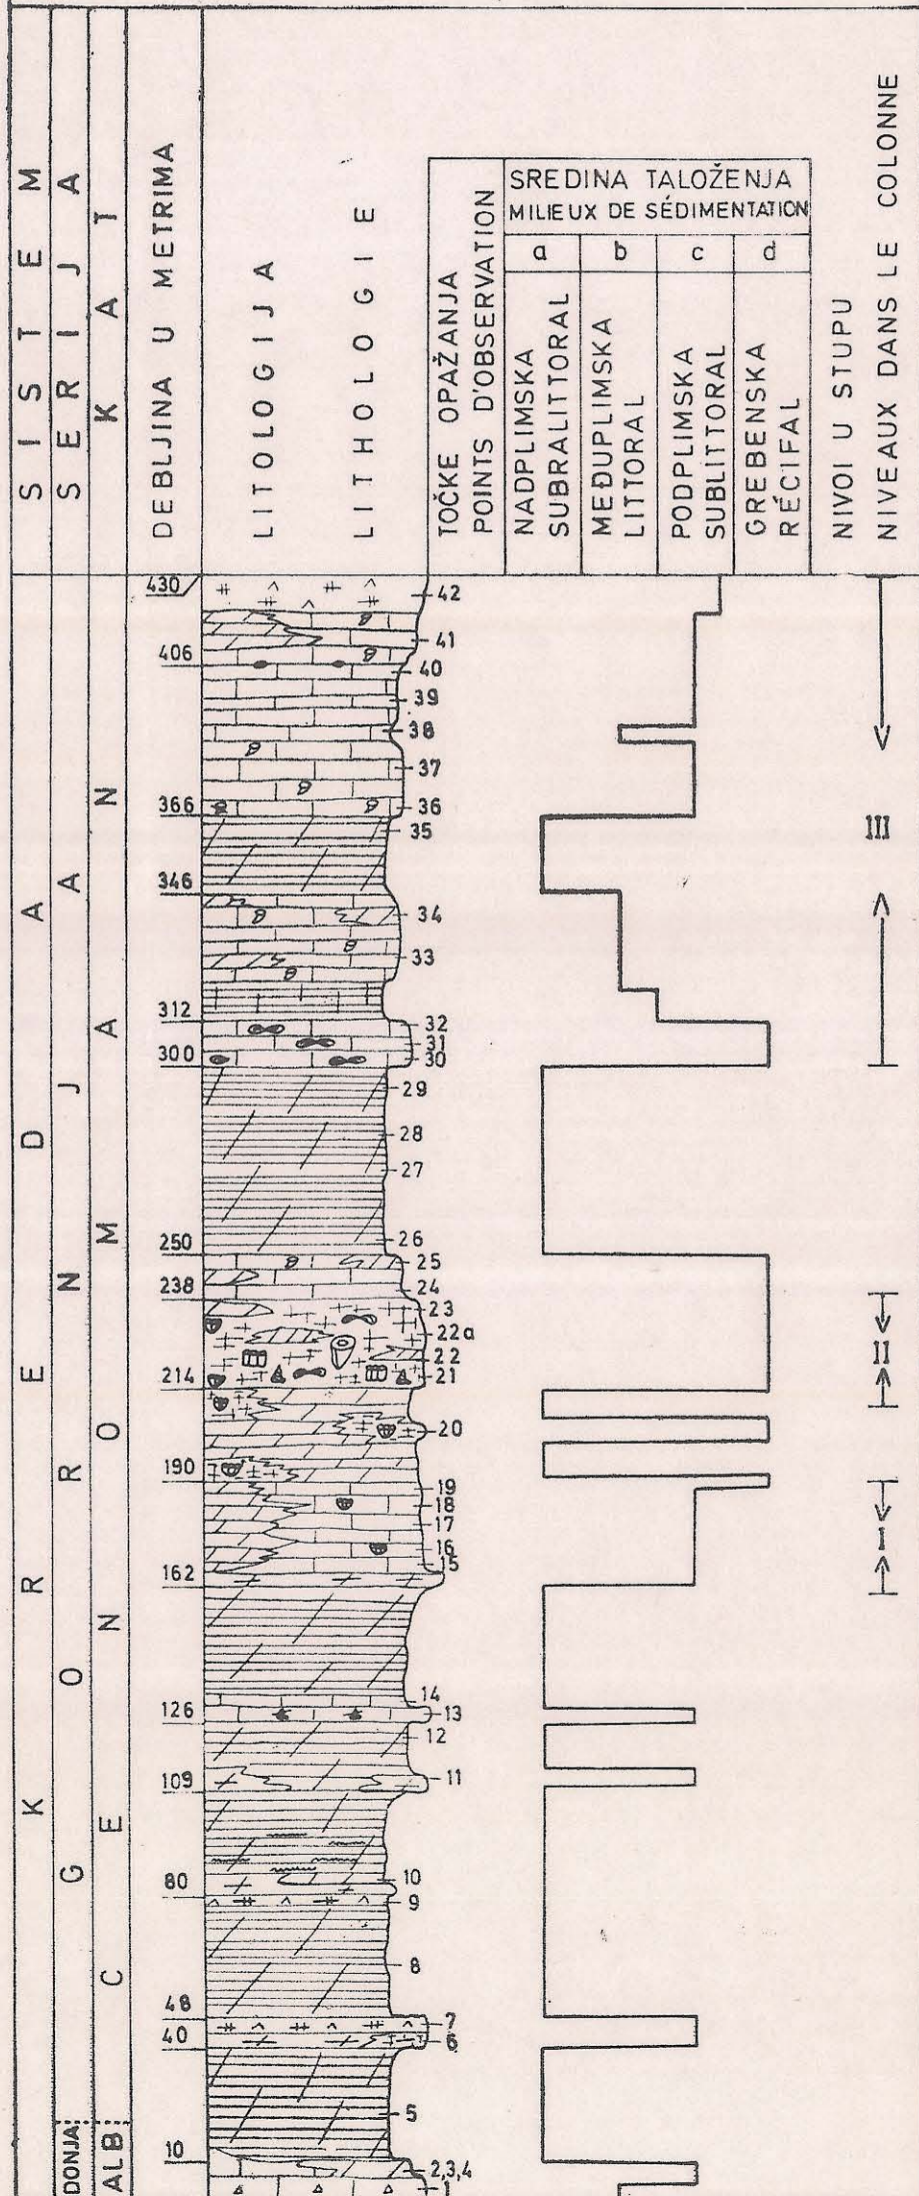 SISTEM
SERIJA
KAT
DEBLJINA U METRIMA
LITOLOGIJA
LITHOLOGIE
TOČKE OPAŽANJA
POINTS D'OBSERVATION
SREDINA TALOŽENJA
MILIEUX DE SÉDIMENTATION
a b c d
NADPLIMSKA
SUBRALITTORAL
MEĐUPLIMSKA
LITTORAL
PODPLIMSKA
SUBLITTORAL
GREBENSKA
RÉCIFAL
NIVOI U STUPU
NIVEAUX DANS LE COLONNE
KREDA
GORNJA
DONJA
CENOMANJAN
ALB
430
406
366
346
312
300
250
238
214
190
162
126
109
80
48
40
10
42
41
40
39
38
37
36
35
34
33
32
31
30
29
28
27
26
25
24
23
22a
22
21
20
19
18
17
16
15
14
13
12
11
10
9
8
7
6
5
2,3,4
1
III
II
I